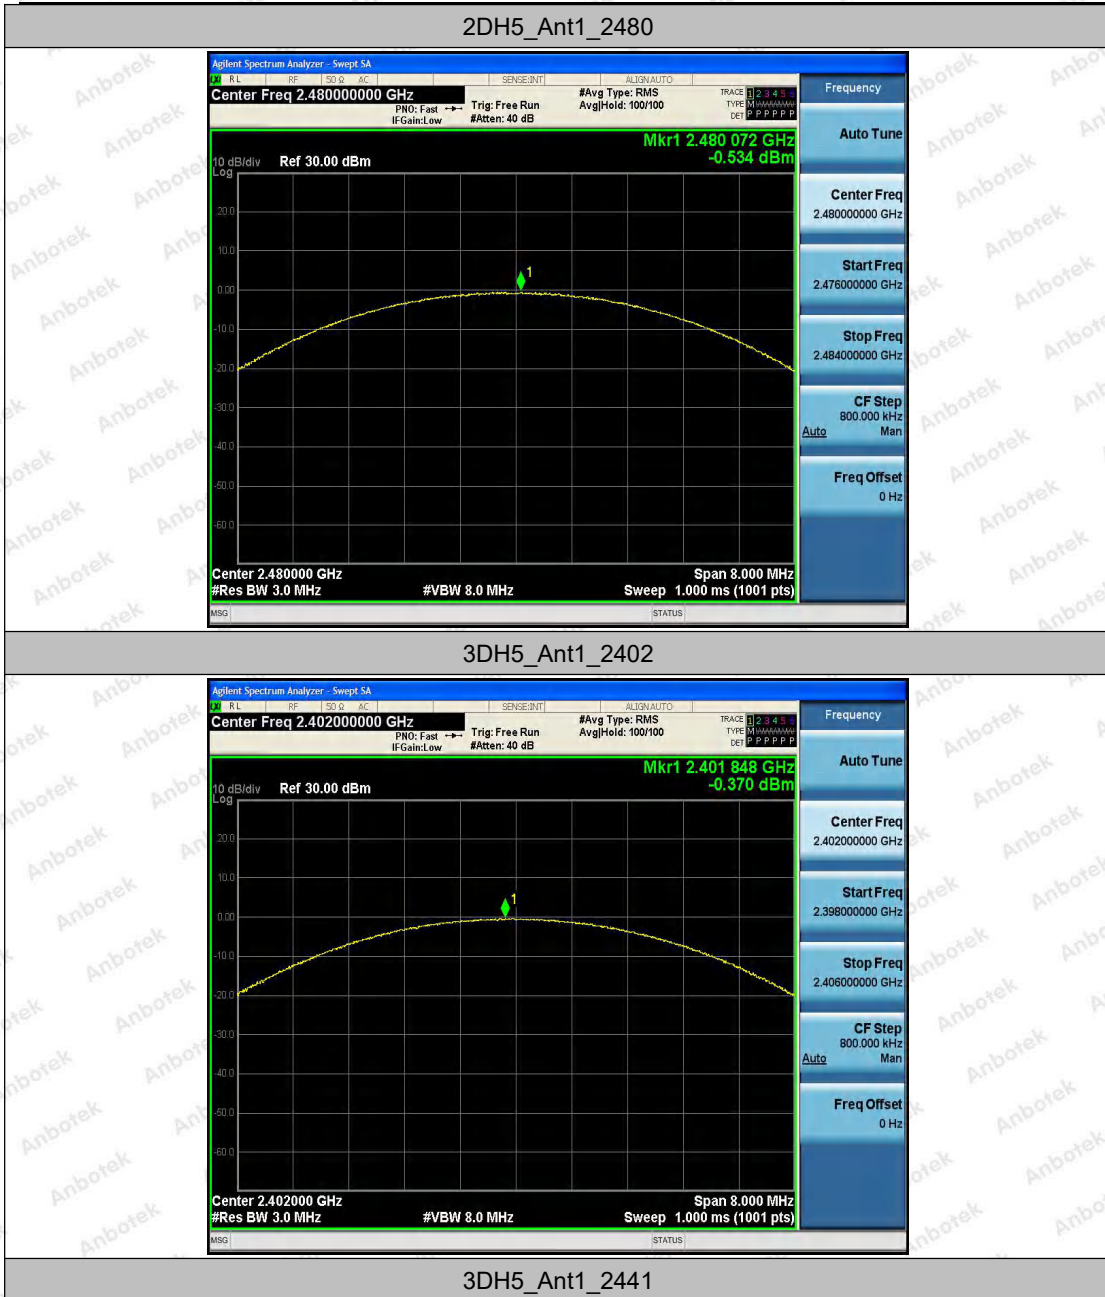 2DH5_Ant1_2480
Agilent Spectrum Analyzer - Swept SA
RL RF 50 Ω AC SENSE:INT ALIGNAUTO
Center Freq 2.480000000 GHz
PNO: Fast
IFGain:Low
Trig: Free Run
#Atten: 40 dB
#Avg Type: RMS
Avg|Hold: 100/100
TRACE 1 2 3 4 5 6
TYPE M
DET P P P P P P
Mkr1 2.480 072 GHz
-0.534 dBm
10 dB/div Ref 30.00 dBm
Log
20.0
10.0
0.00
-10.0
-20.0
-30.0
-40.0
-50.0
-60.0
1
Center 2.480000 GHz Span 8.000 MHz
#Res BW 3.0 MHz #VBW 8.0 MHz Sweep 1.000 ms (1001 pts)
MSG STATUS
Frequency
Auto Tune
Center Freq
2.480000000 GHz
Start Freq
2.476000000 GHz
Stop Freq
2.484000000 GHz
CF Step
800.000 kHz
Auto Man
Freq Offset
0 Hz
3DH5_Ant1_2402
Agilent Spectrum Analyzer - Swept SA
RL RF 50 Ω AC SENSE:INT ALIGNAUTO
Center Freq 2.402000000 GHz
PNO: Fast
IFGain:Low
Trig: Free Run
#Atten: 40 dB
#Avg Type: RMS
Avg|Hold: 100/100
TRACE 1 2 3 4 5 6
TYPE M
DET P P P P P P
Mkr1 2.401 848 GHz
-0.370 dBm
10 dB/div Ref 30.00 dBm
Log
20.0
10.0
0.00
-10.0
-20.0
-30.0
-40.0
-50.0
-60.0
1
Center 2.402000 GHz Span 8.000 MHz
#Res BW 3.0 MHz #VBW 8.0 MHz Sweep 1.000 ms (1001 pts)
MSG STATUS
Frequency
Auto Tune
Center Freq
2.402000000 GHz
Start Freq
2.398000000 GHz
Stop Freq
2.406000000 GHz
CF Step
800.000 kHz
Auto Man
Freq Offset
0 Hz
3DH5_Ant1_2441